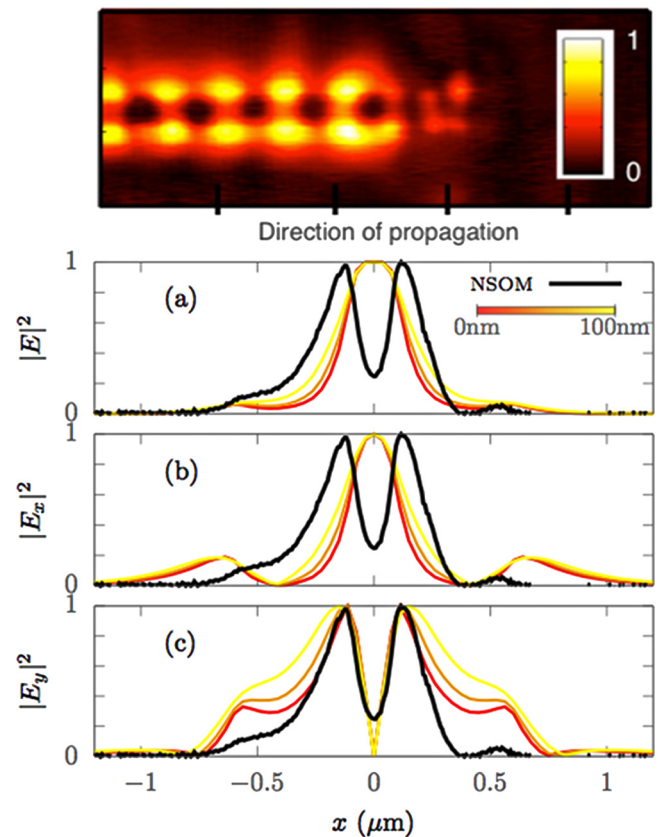 1
0
Direction of propagation
1
(a)
NSOM
0nm 100nm
|E|²
0
1
(b)
|Eₓ|²
0
1
(c)
|E_y|²
0
−1 −0.5 0 0.5 1
x (μm)